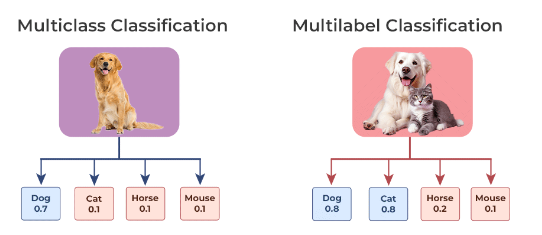 Multiclass Classification
Multilabel Classification
Dog
0.7
Cat
0.1
Horse
0.1
Mouse
0.1
Dog
0.8
Cat
0.8
Horse
0.2
Mouse
0.1